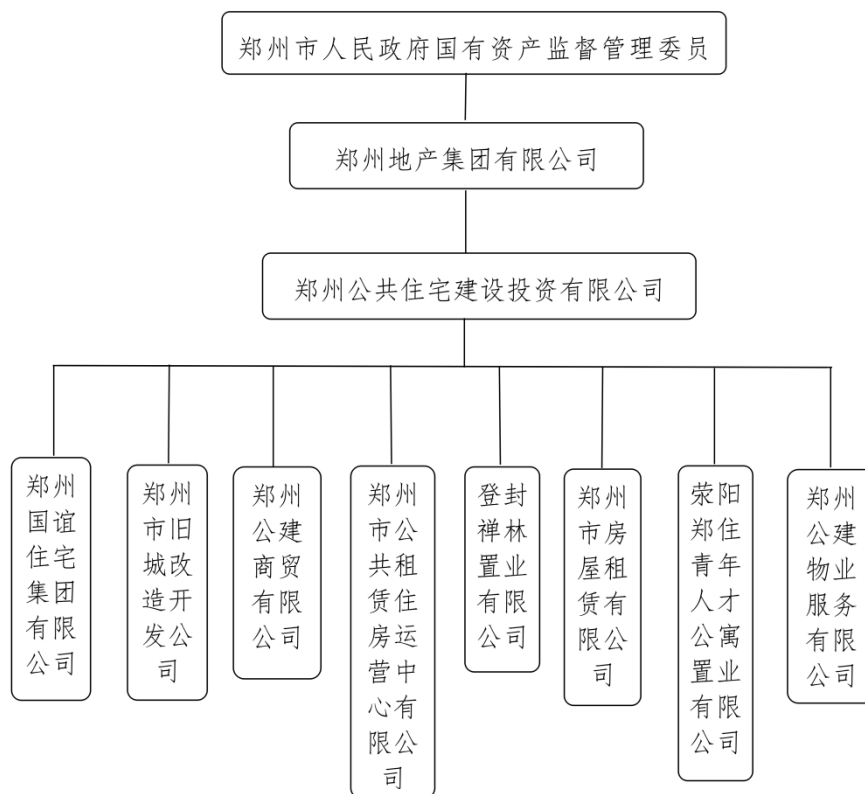 郑州市人民政府国有资产监督管理委员
郑州地产集团有限公司
郑州公共住宅建设投资有限公司
郑州
国谊
住宅
集团
有限
公司
郑州
市旧
城改
造开
发公
司
郑州
公建
商贸
有限
公司
郑州
市公
共租
赁住
房运
营中
心有
限公
司
登封
禅林
置业
有限
公司
郑州
市房
屋租
赁有
限公
司
荥阳
郑住
青年
人才
公寓
置业
有限
公司
郑州
公建
物业
服务
有限
公司